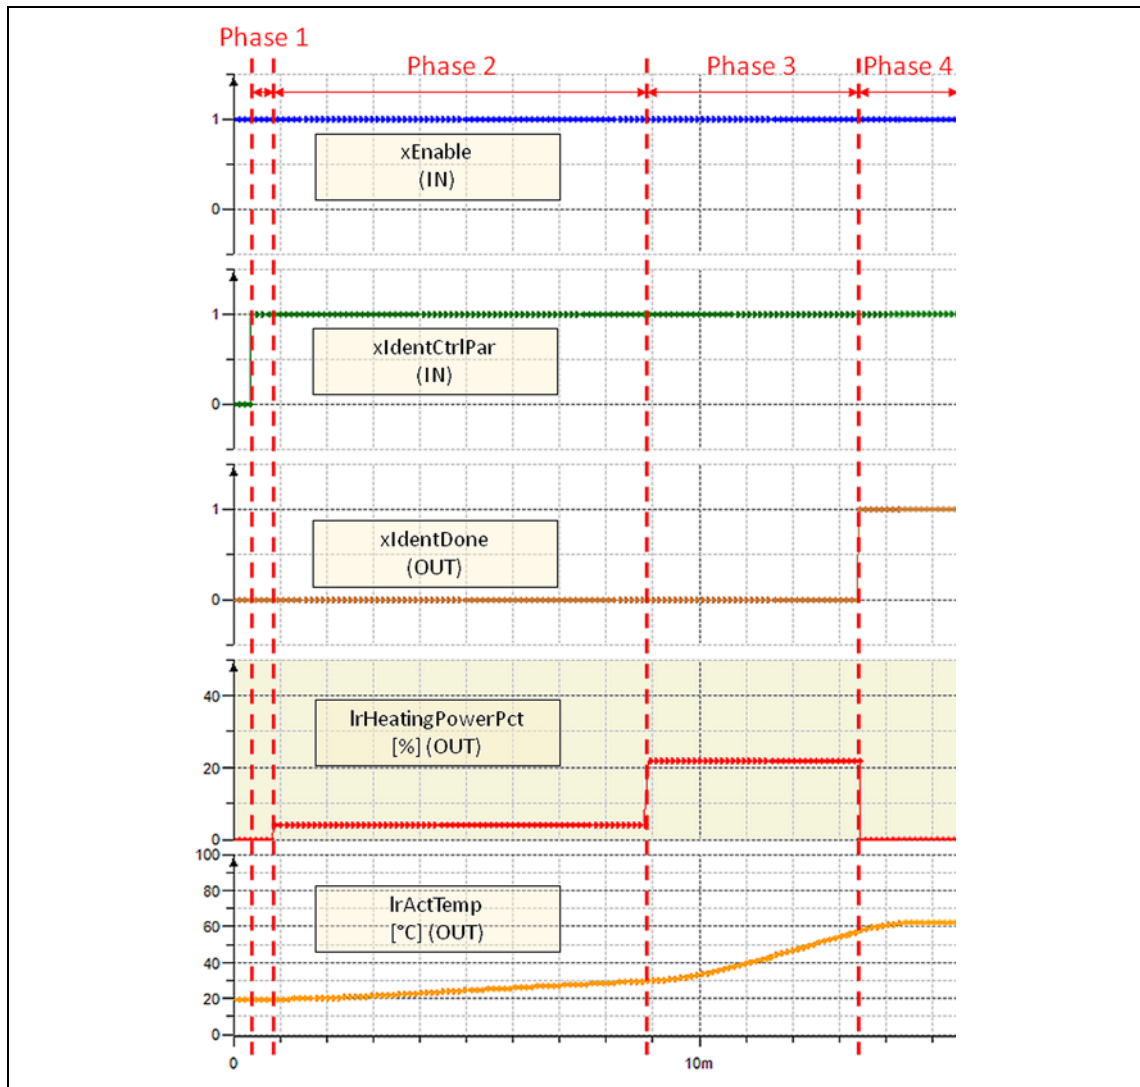 Phase 1
Phase 2
Phase 3
Phase 4
1
xEnable
(IN)
0
1
xIdentCtrlPar
(IN)
0
1
xIdentDone
(OUT)
0
40
lrHeatingPowerPct
[%] (OUT)
20
0
100
80
lrActTemp
[°C] (OUT)
60
40
20
0
0
10m